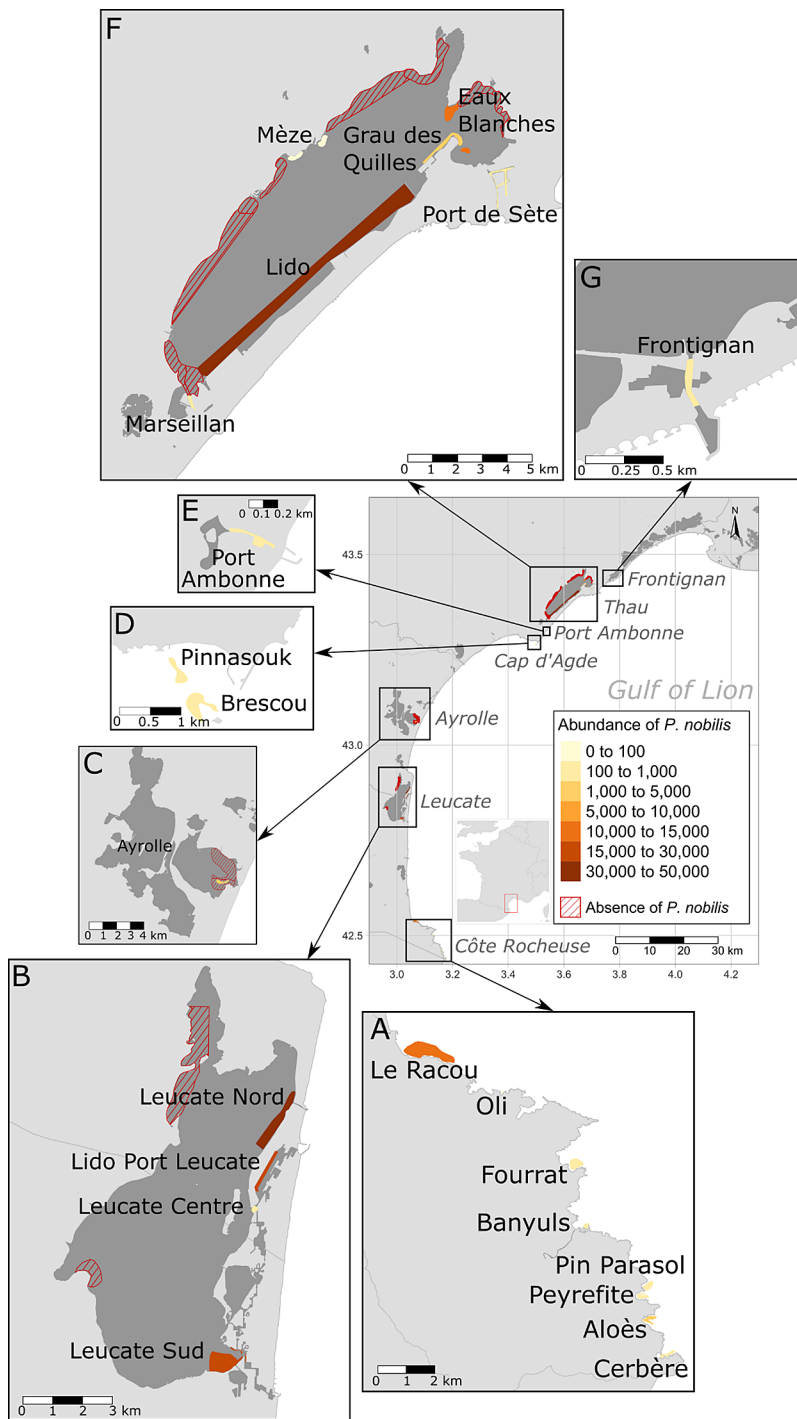 F
Eaux
Blanches
Mèze
Grau des
Quilles
Port de Sète
Lido
Marseillan
0 1 2 3 4 5 km
G
Frontignan
0 0.25 0.5 km
E
0 0.1 0.2 km
Port
Ambonne
D
Pinnasouk
Brescou
0 0.5 1 km
C
Ayrolle
0 1 2 3 4 km
N
43.5
43.0
42.5
3.0 3.2 3.4 3.6 3.8 4.0 4.2
Frontignan
Thau
Port Ambonne
Cap d'Agde
Gulf of Lion
Ayrolle
Leucate
Côte Rocheuse
Abundance of P. nobilis
0 to 100
100 to 1,000
1,000 to 5,000
5,000 to 10,000
10,000 to 15,000
15,000 to 30,000
30,000 to 50,000
Absence of P. nobilis
0 10 20 30 km
B
Leucate Nord
Lido Port Leucate
Leucate Centre
Leucate Sud
0 1 2 3 km
A
Le Racou
Oli
Fourrat
Banyuls
Pin Parasol
Peyrefite
Aloès
Cerbère
0 1 2 km